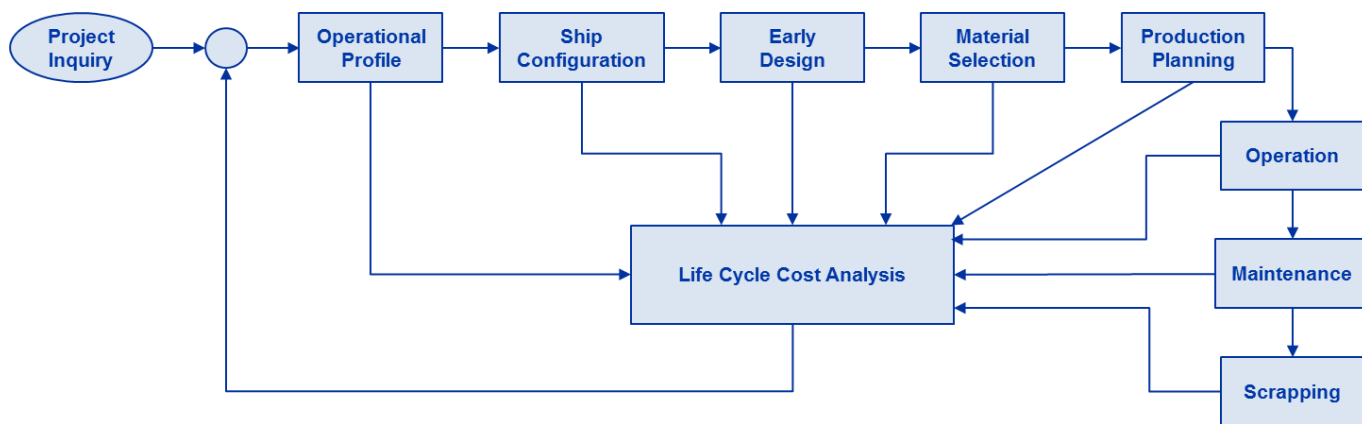 Project
Inquiry
Operational
Profile
Ship
Configuration
Early
Design
Material
Selection
Production
Planning
Operation
Life Cycle Cost Analysis
Maintenance
Scrapping